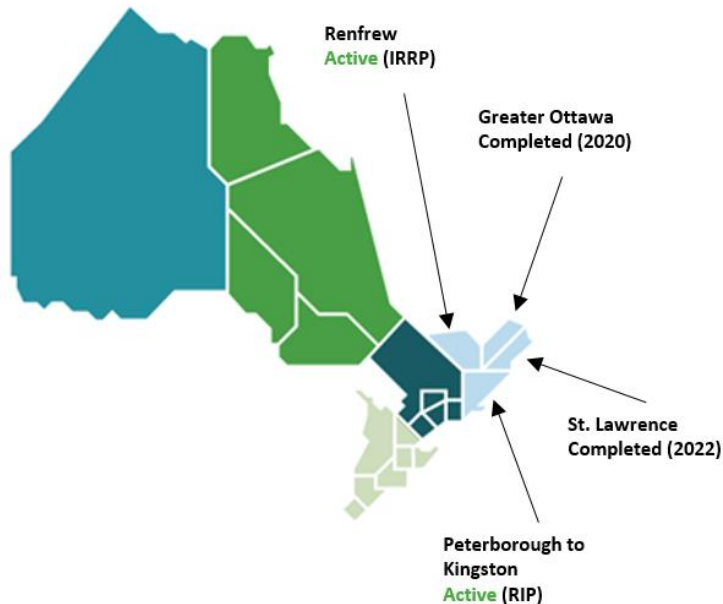 Renfrew
Active (IRRP)
Greater Ottawa
Completed (2020)
St. Lawrence
Completed (2022)
Peterborough to
Kingston
Active (RIP)